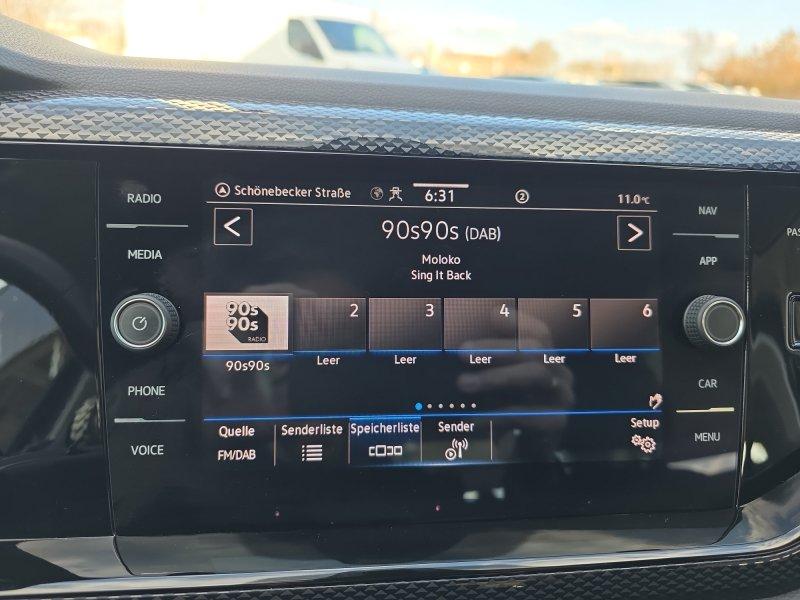 RADIO
MEDIA
PHONE
VOICE
Schönebecker Straße
6:31
2
11.0°C
90s90s (DAB)
Moloko
Sing It Back
90s
90s
RADIO
2
3
4
5
6
90s90s
Leer
Leer
Leer
Leer
Leer
Quelle
FM/DAB
Senderliste
Speicherliste
Sender
Setup
NAV
APP
CAR
MENU
PAS